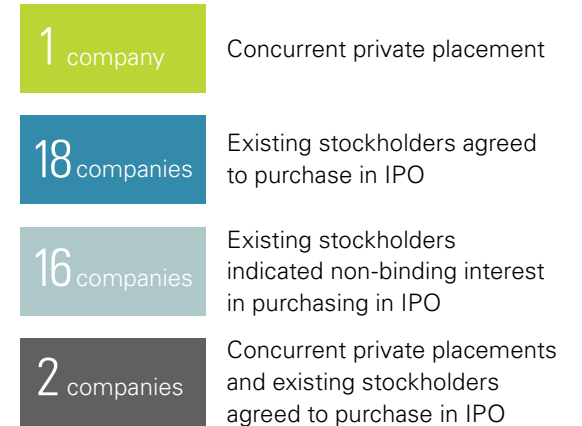 1 company
Concurrent private placement
18 companies
Existing stockholders agreed
to purchase in IPO
16 companies
Existing stockholders
indicated non-binding interest
in purchasing in IPO
2 companies
Concurrent private placements
and existing stockholders
agreed to purchase in IPO